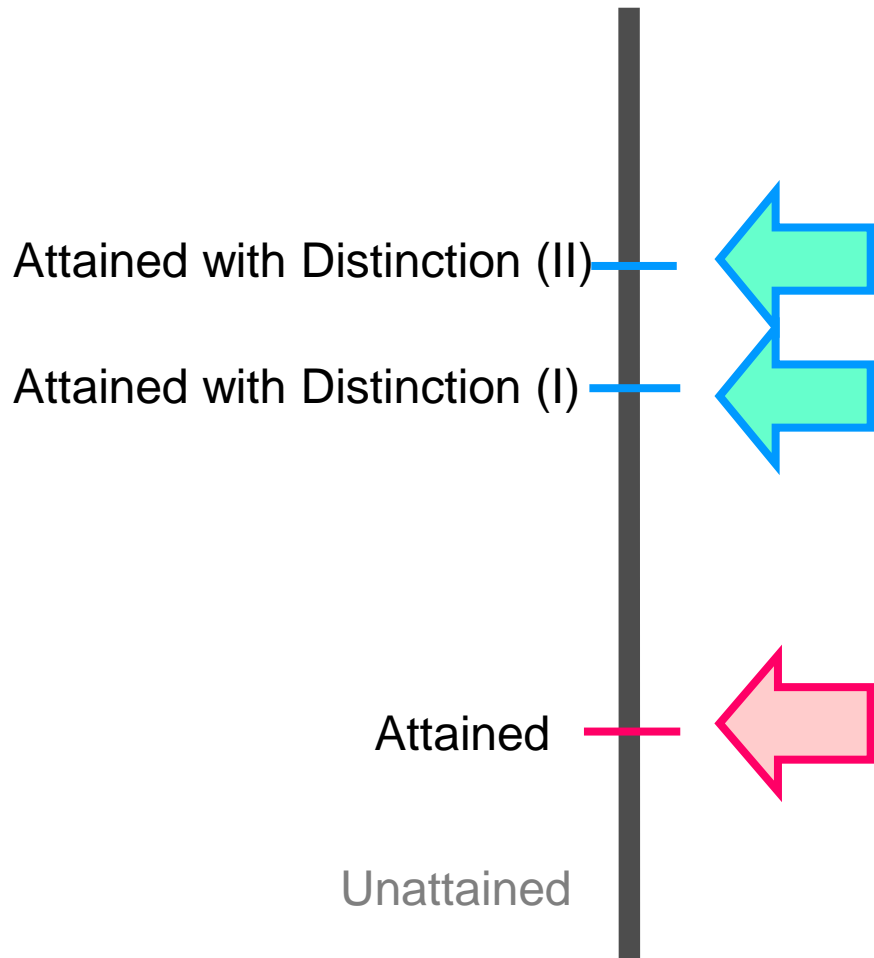 Attained with Distinction (II)
Attained with Distinction (I)
Attained
Unattained